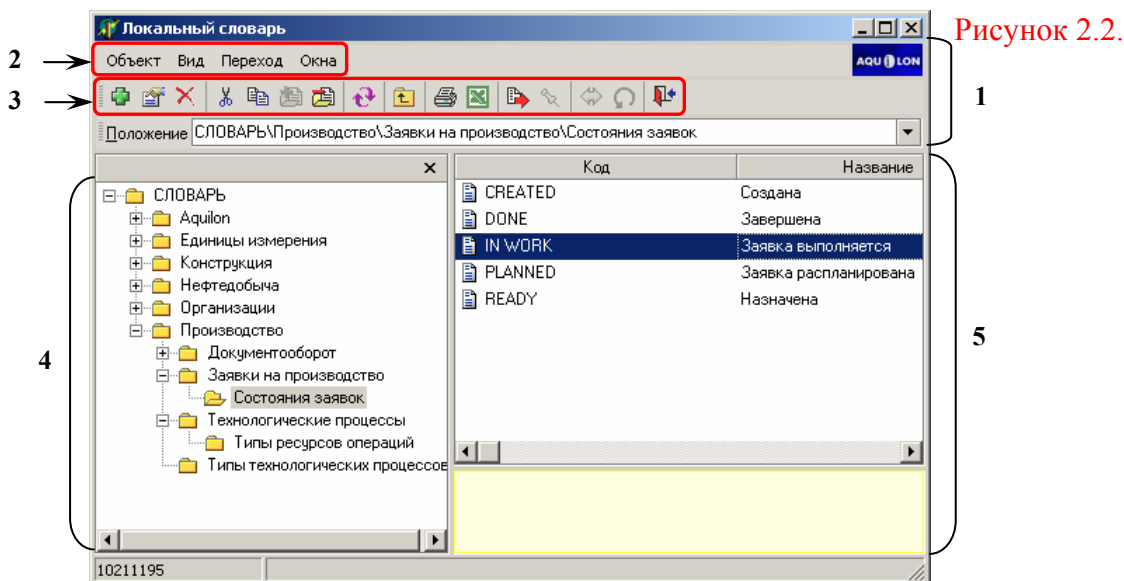 Рисунок 2.2.
Локальный словарь
2
Объект Вид Переход Окна
AQUILON
3
1
Положение СЛОВАРЬ\Производство\Заявки на производство\Состояния заявок
Код Название
СЛОВАРЬ
Aquilon
Единицы измерения
Конструкция
Нефтедобыча
Организации
Производство
Документооборот
Заявки на производство
Состояния заявок
Технологические процессы
Типы ресурсов операций
Типы технологических процессов
4
CREATED Создана
DONE Завершена
IN WORK Заявка выполняется
PLANNED Заявка распланирована
READY Назначена
5
10211195